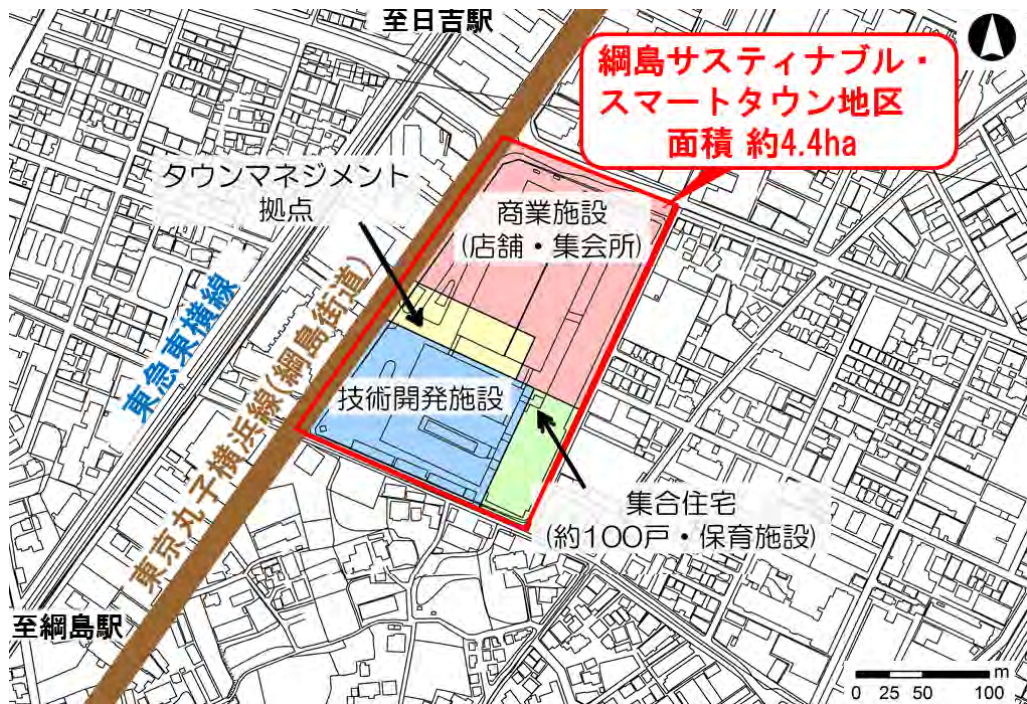 至日吉駅
綱島サスティナブル・
スマートタウン地区
面積 約4.4ha
タウンマネジメント
拠点
商業施設
(店舗・集会所)
東急東横線
東京丸子横浜線(綱島街道)
技術開発施設
集合住宅
(約100戸・保育施設)
至綱島駅
m
0 25 50 100